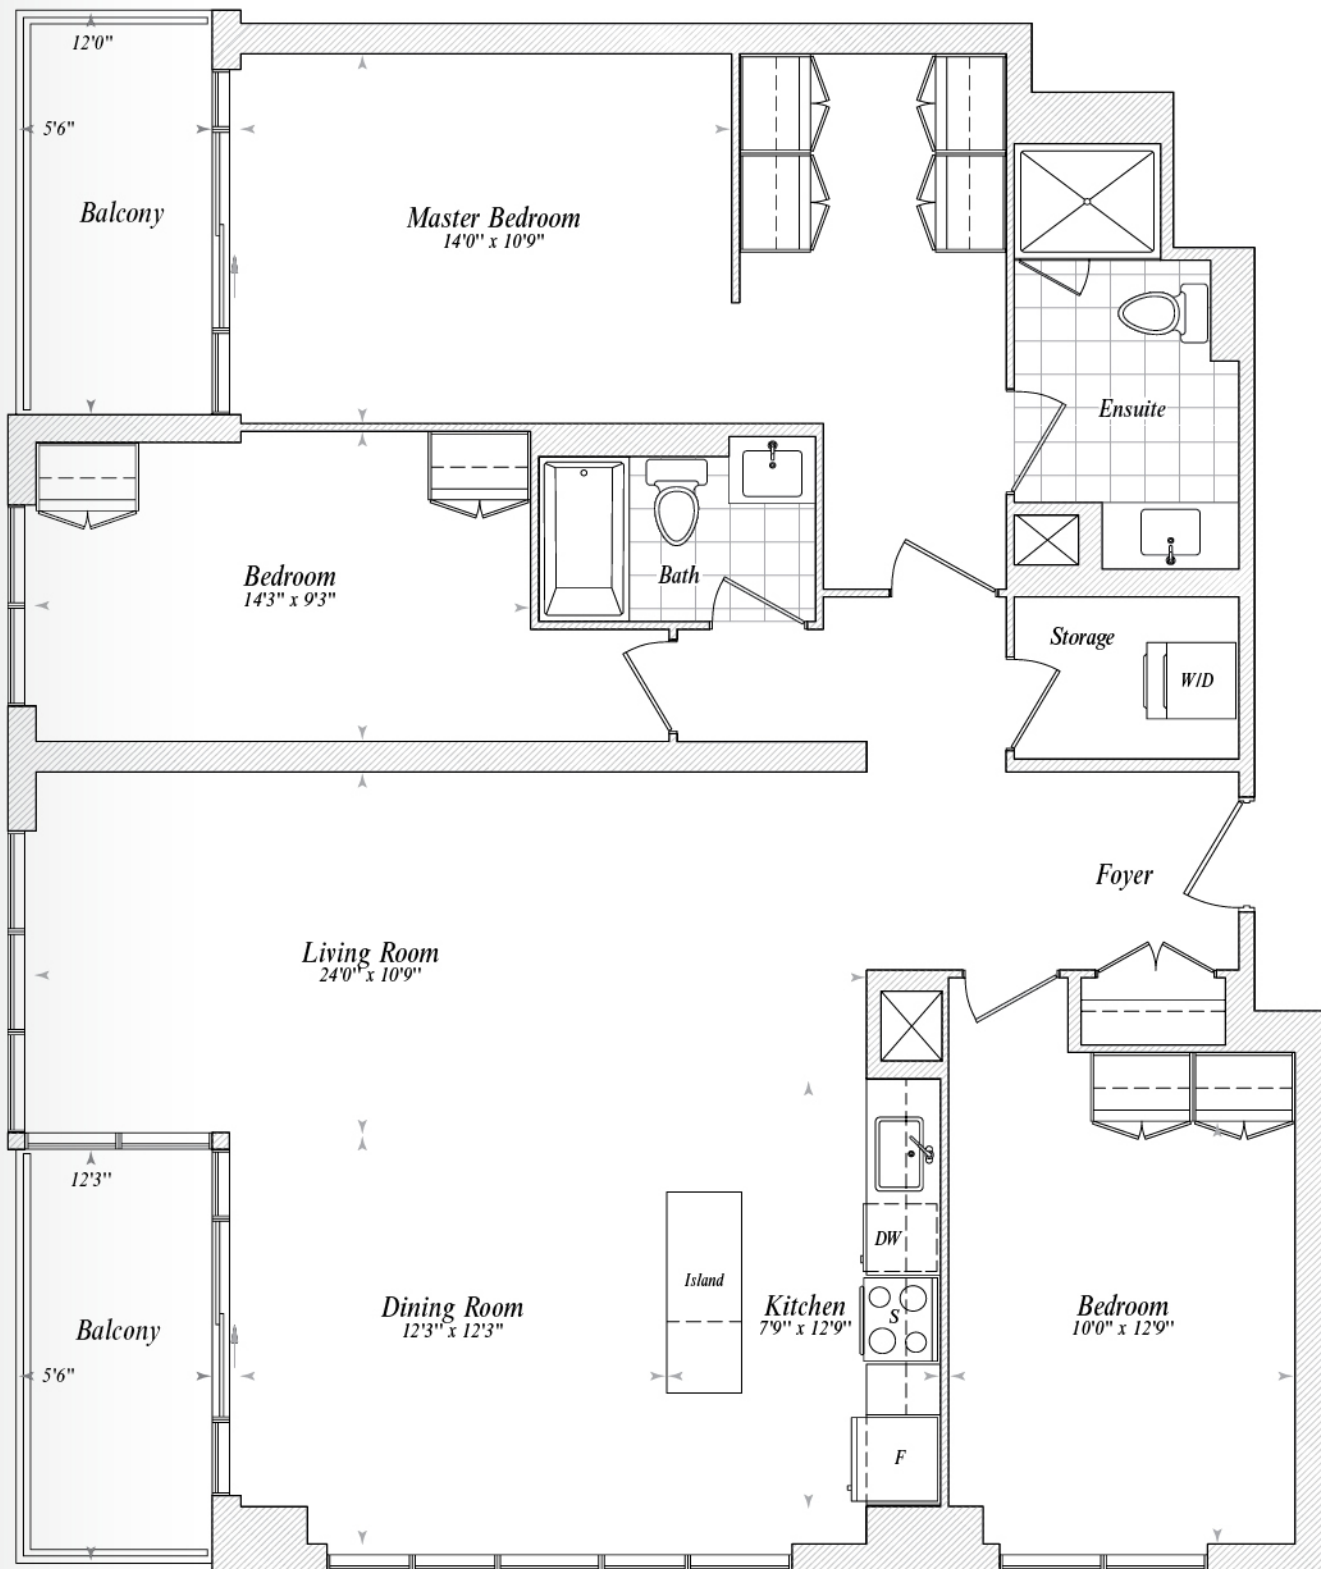 12'0"
5'6"
Balcony
Master Bedroom
14'0'' x 10'9"
Ensuite
Bedroom
14'3" x 9'3"
Bath
Storage
W/D
Foyer
Living Room
24'0'' x 10'9''
12'3''
Balcony
5'6"
Dining Room
12'3'' x 12'3"
Island
Kitchen
7'9" x 12'9"
DW
S
F
Bedroom
10'0" x 12'9"